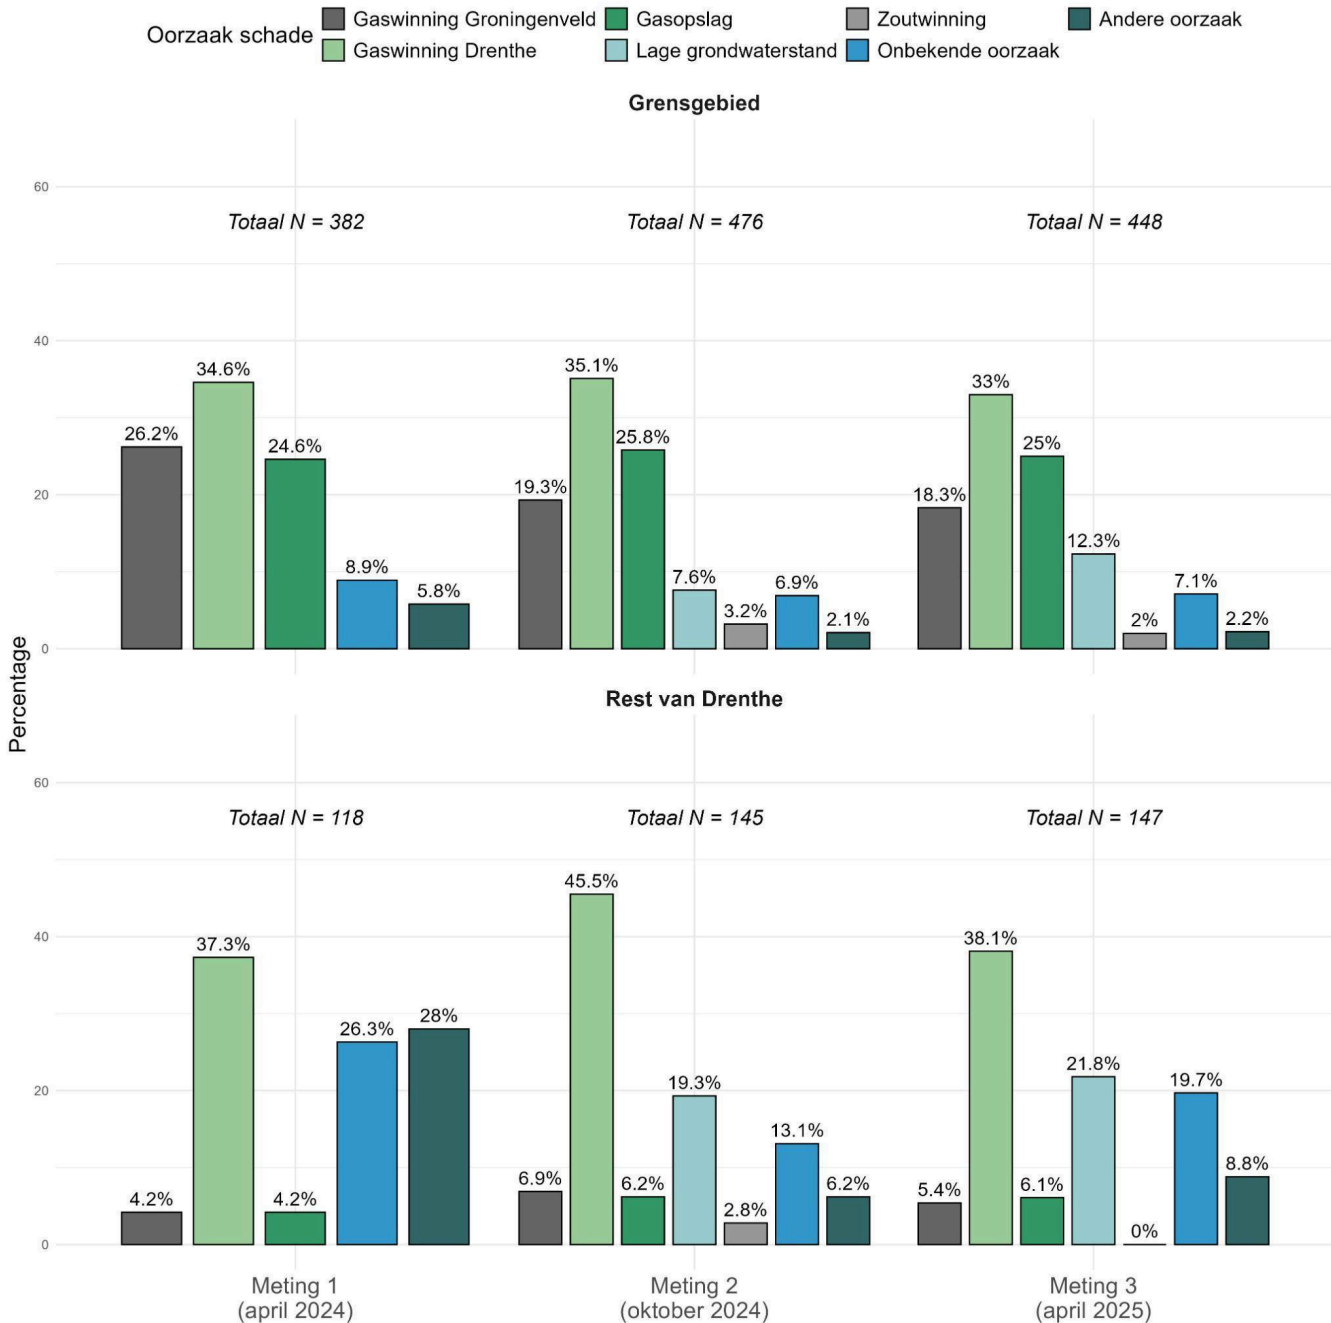 Oorzaak schade
Gaswinning Groningenveld
Gasopslag
Zoutwinning
Andere oorzaak
Gaswinning Drenthe
Lage grondwaterstand
Onbekende oorzaak
Grensgebied
60
Totaal N = 382
Totaal N = 476
Totaal N = 448
40
20
0
26.2%
34.6%
24.6%
8.9%
5.8%
19.3%
35.1%
25.8%
7.6%
3.2%
6.9%
2.1%
18.3%
33%
25%
12.3%
2%
7.1%
2.2%
Percentage
Rest van Drenthe
60
Totaal N = 118
Totaal N = 145
Totaal N = 147
40
20
0
4.2%
37.3%
4.2%
26.3%
28%
6.9%
45.5%
6.2%
19.3%
2.8%
13.1%
6.2%
5.4%
38.1%
6.1%
21.8%
0%
19.7%
8.8%
Meting 1
(april 2024)
Meting 2
(oktober 2024)
Meting 3
(april 2025)